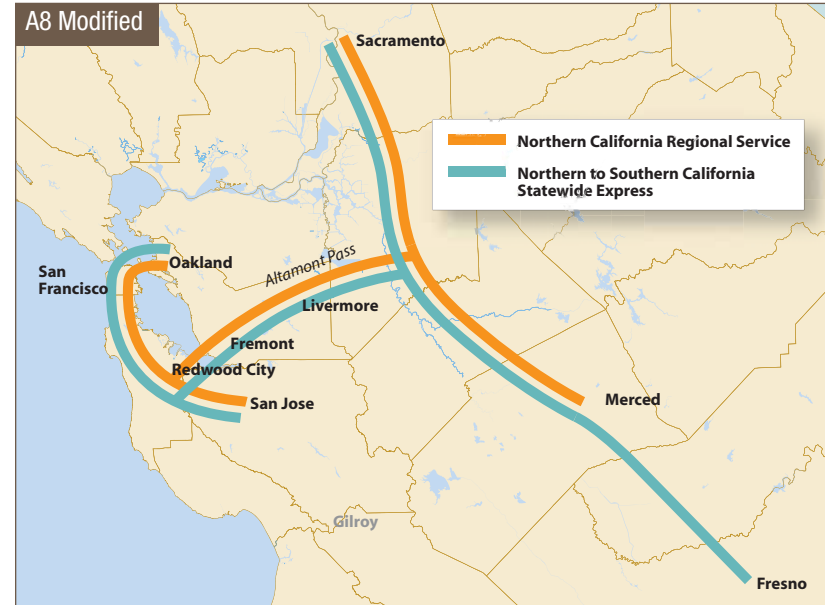 A8 Modified
Sacramento
Northern California Regional Service
Northern to Southern California
Statewide Express
Oakland
Altamont Pass
San
Francisco
Livermore
Fremont
Redwood City
San Jose
Merced
Gilroy
Fresno